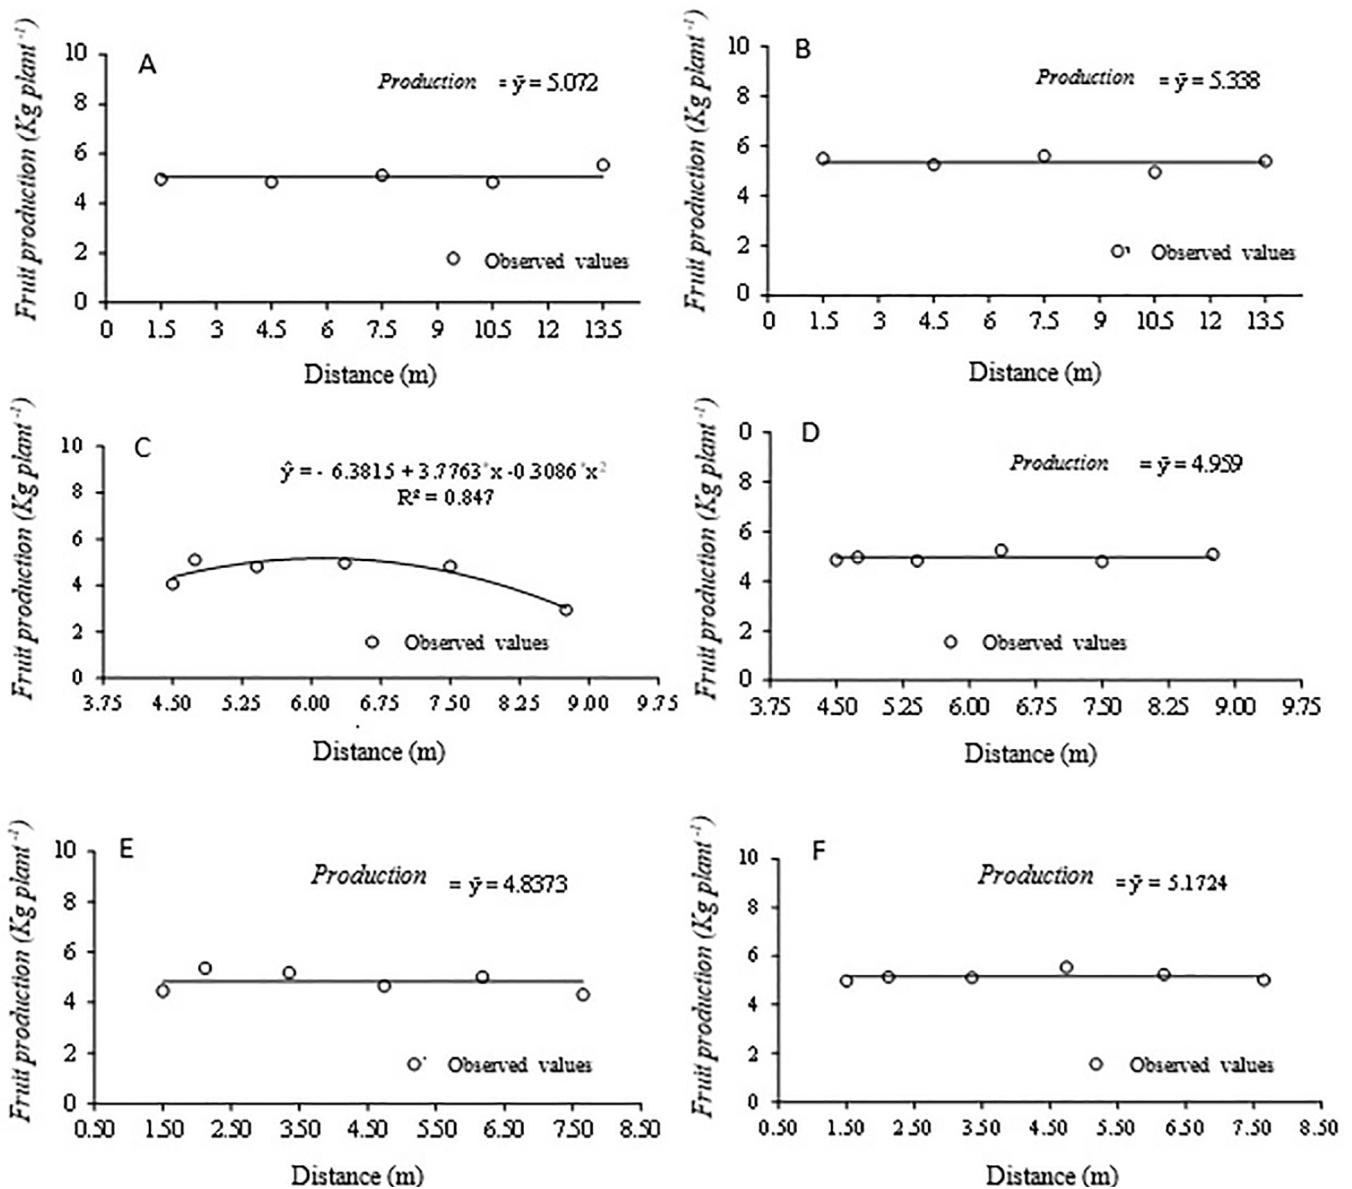 A
Production = ȳ = 5.072
Fruit production (Kg plant⁻¹)
10
8
6
4
2
0
Observed values
0 1.5 3 4.5 6 7.5 9 10.5 12 13.5
Distance (m)
B
Production = ȳ = 5.338
Fruit production (Kg plant⁻¹)
10
8
6
4
2
0
Observed values
0 1.5 3 4.5 6 7.5 9 10.5 12 13.5
Distance (m)
C
ŷ = - 6.3815 + 3.7763*x -0.3086*x²
R² = 0.847
Fruit production (Kg plant⁻¹)
10
8
6
4
2
0
Observed values
3.75 4.50 5.25 6.00 6.75 7.50 8.25 9.00 9.75
Distance (m)
D
Production = ȳ = 4.959
Fruit production (Kg plant⁻¹)
0
8
6
4
2
0
Observed values
3.75 4.50 5.25 6.00 6.75 7.50 8.25 9.00 9.75
Distance (m)
E
Production = ȳ = 4.8373
Fruit production (Kg plant⁻¹)
10
8
6
4
2
0
Observed values
0.50 1.50 2.50 3.50 4.50 5.50 6.50 7.50 8.50
Distance (m)
F
Production = ȳ = 5.1724
Fruit production (Kg plant⁻¹)
10
8
6
4
2
0
Observed values
0.50 1.50 2.50 3.50 4.50 5.50 6.50 7.50 8.50
Distance (m)